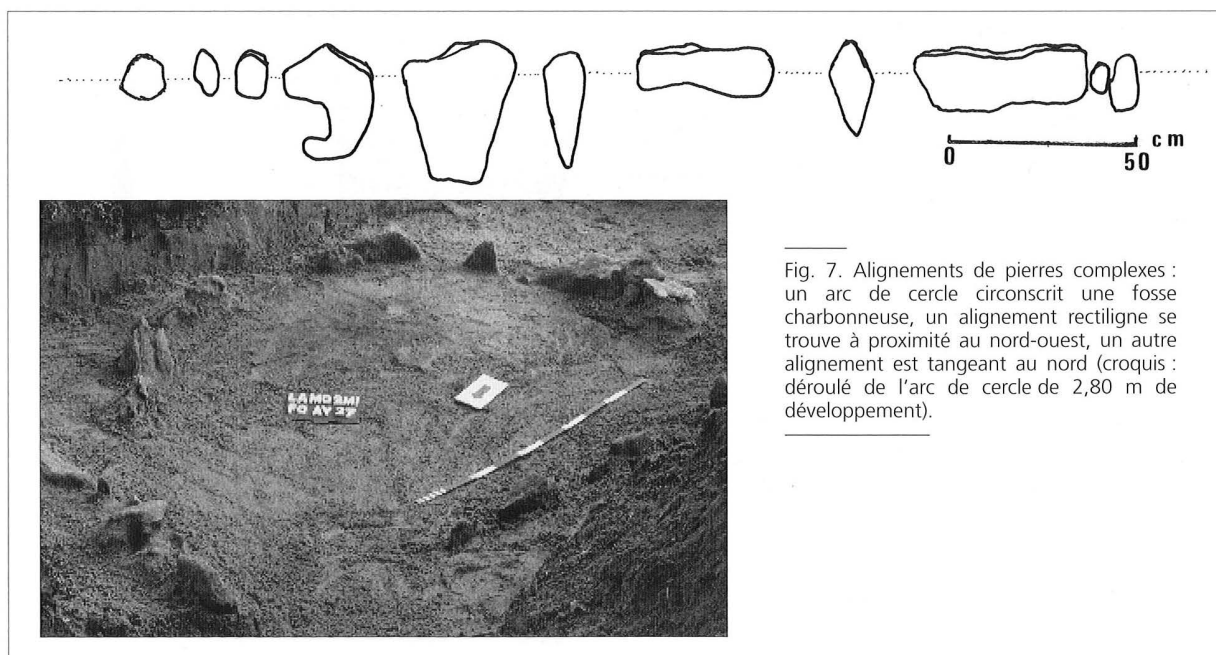 cm
0 50
LAMO 2MI
FO AY 27
Fig. 7. Alignements de pierres complexes :
un arc de cercle circonscrit une fosse
charbonneuse, un alignement rectiligne se
trouve à proximité au nord-ouest, un autre
alignement est tangeant au nord (croquis :
déroulé de l'arc de cercle de 2,80 m de
développement).